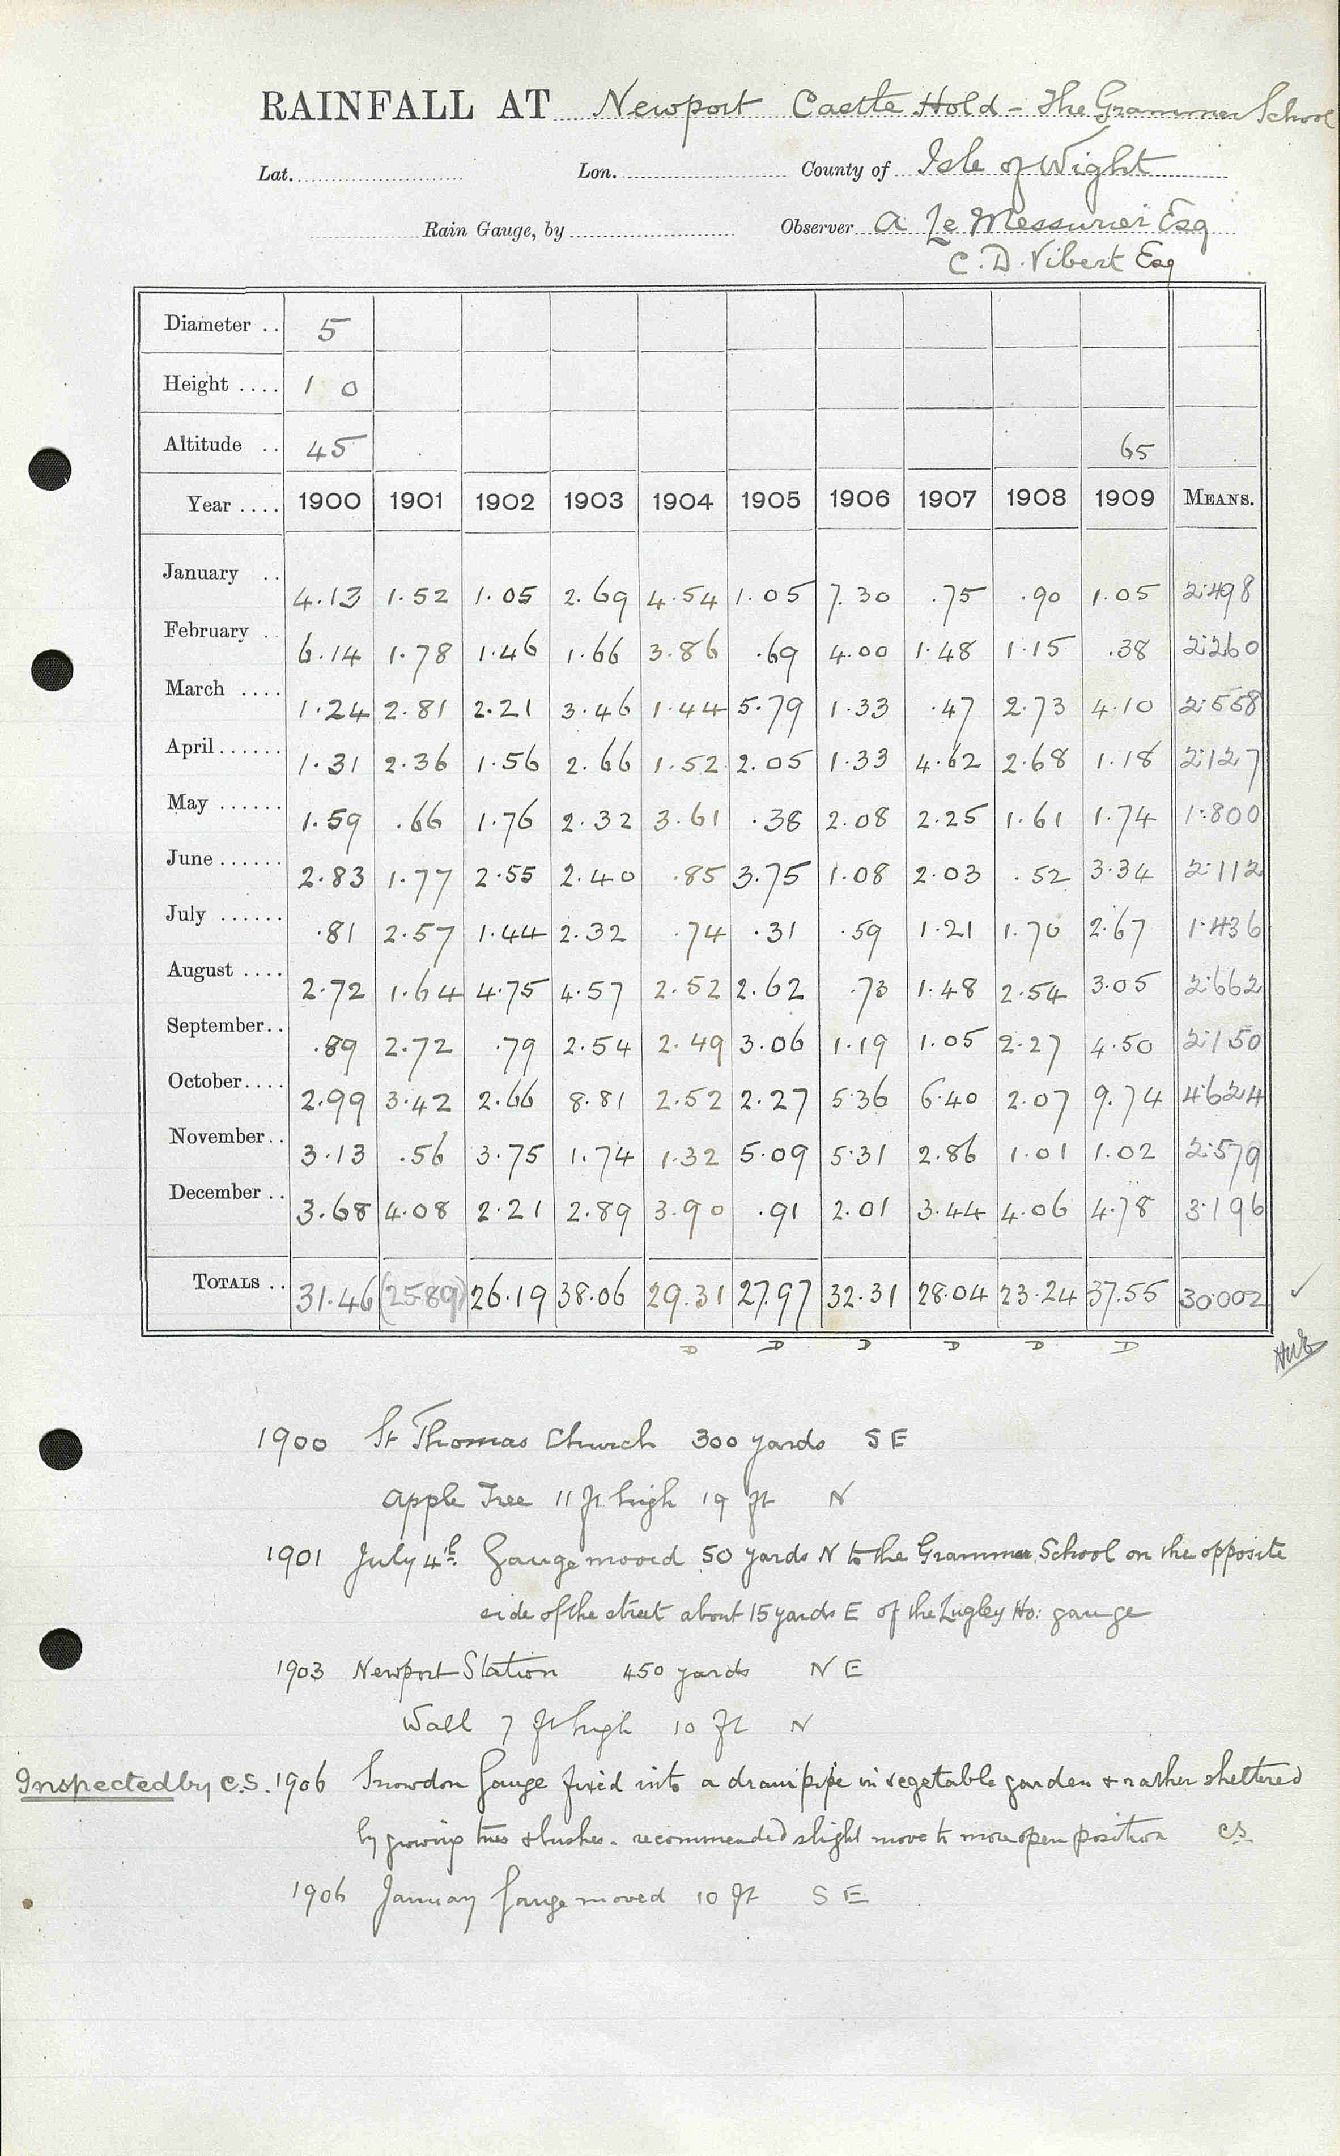 RAINFALL AT Newport Castle Hold - The Grammar School
Lat. Lon. County of Isle of Wight
Rain Gauge, by Observer A Le Messurier Esq
C. D. Vibert Esq
Diameter .. 5
Height .... 1 0
Altitude .. 45 65
Year .... 1900 1901 1902 1903 1904 1905 1906 1907 1908 1909 MEANS.
January .. 4.13 1.52 1.05 2.69 4.54 1.05 7.30 .75 .90 1.05 2.498
February .. 6.14 1.78 1.46 1.66 3.86 .69 4.00 1.48 1.15 .38 2.260
March .... 1.24 2.81 2.21 3.46 1.44 5.79 1.33 .47 2.73 4.10 2.558
April ...... 1.31 2.36 1.56 2.66 1.52 2.05 1.33 4.62 2.68 1.18 2.127
May ...... 1.59 .66 1.76 2.32 3.61 .38 2.08 2.25 1.61 1.74 1.800
June ...... 2.83 1.77 2.55 2.40 .85 3.75 1.08 2.03 .52 3.34 2.112
July ...... .81 2.57 1.44 2.32 .74 .31 .59 1.21 1.70 2.67 1.436
August .... 2.72 1.64 4.75 4.57 2.52 2.62 .73 1.48 2.54 3.05 2.662
September.. .89 2.72 .79 2.54 2.49 3.06 1.19 1.05 2.27 4.50 2.150
October.... 2.99 3.42 2.66 8.81 2.52 2.27 5.36 6.40 2.07 9.74 4.624
November.. 3.13 .56 3.75 1.74 1.32 5.09 5.31 2.86 1.01 1.02 2.579
December .. 3.68 4.08 2.21 2.89 3.90 .91 2.01 3.44 4.06 4.78 3.196
TOTALS .. 31.46 (25.89) 26.19 38.06 29.31 27.97 32.31 28.04 23.24 37.55 30.002 ✓
D D D D D D
1900 St Thomas Church 300 yards S E
Apple Tree 11 ft high 19 ft N
1901 July 4th Gauge moved 50 yards N to the Grammar School on the opposite
side of the street about 15 yards E of the Lugley Ho: gauge
1903 Newport Station 450 yards N E
Wall 7 ft high 10 ft N
Inspected by C.S. 1906 Snowdon Gauge fixed into a drain pipe in vegetable garden + rather sheltered
by growing trees & bushes. recommended slight move to more open position CS
1906 January Gauge moved 10 ft S E